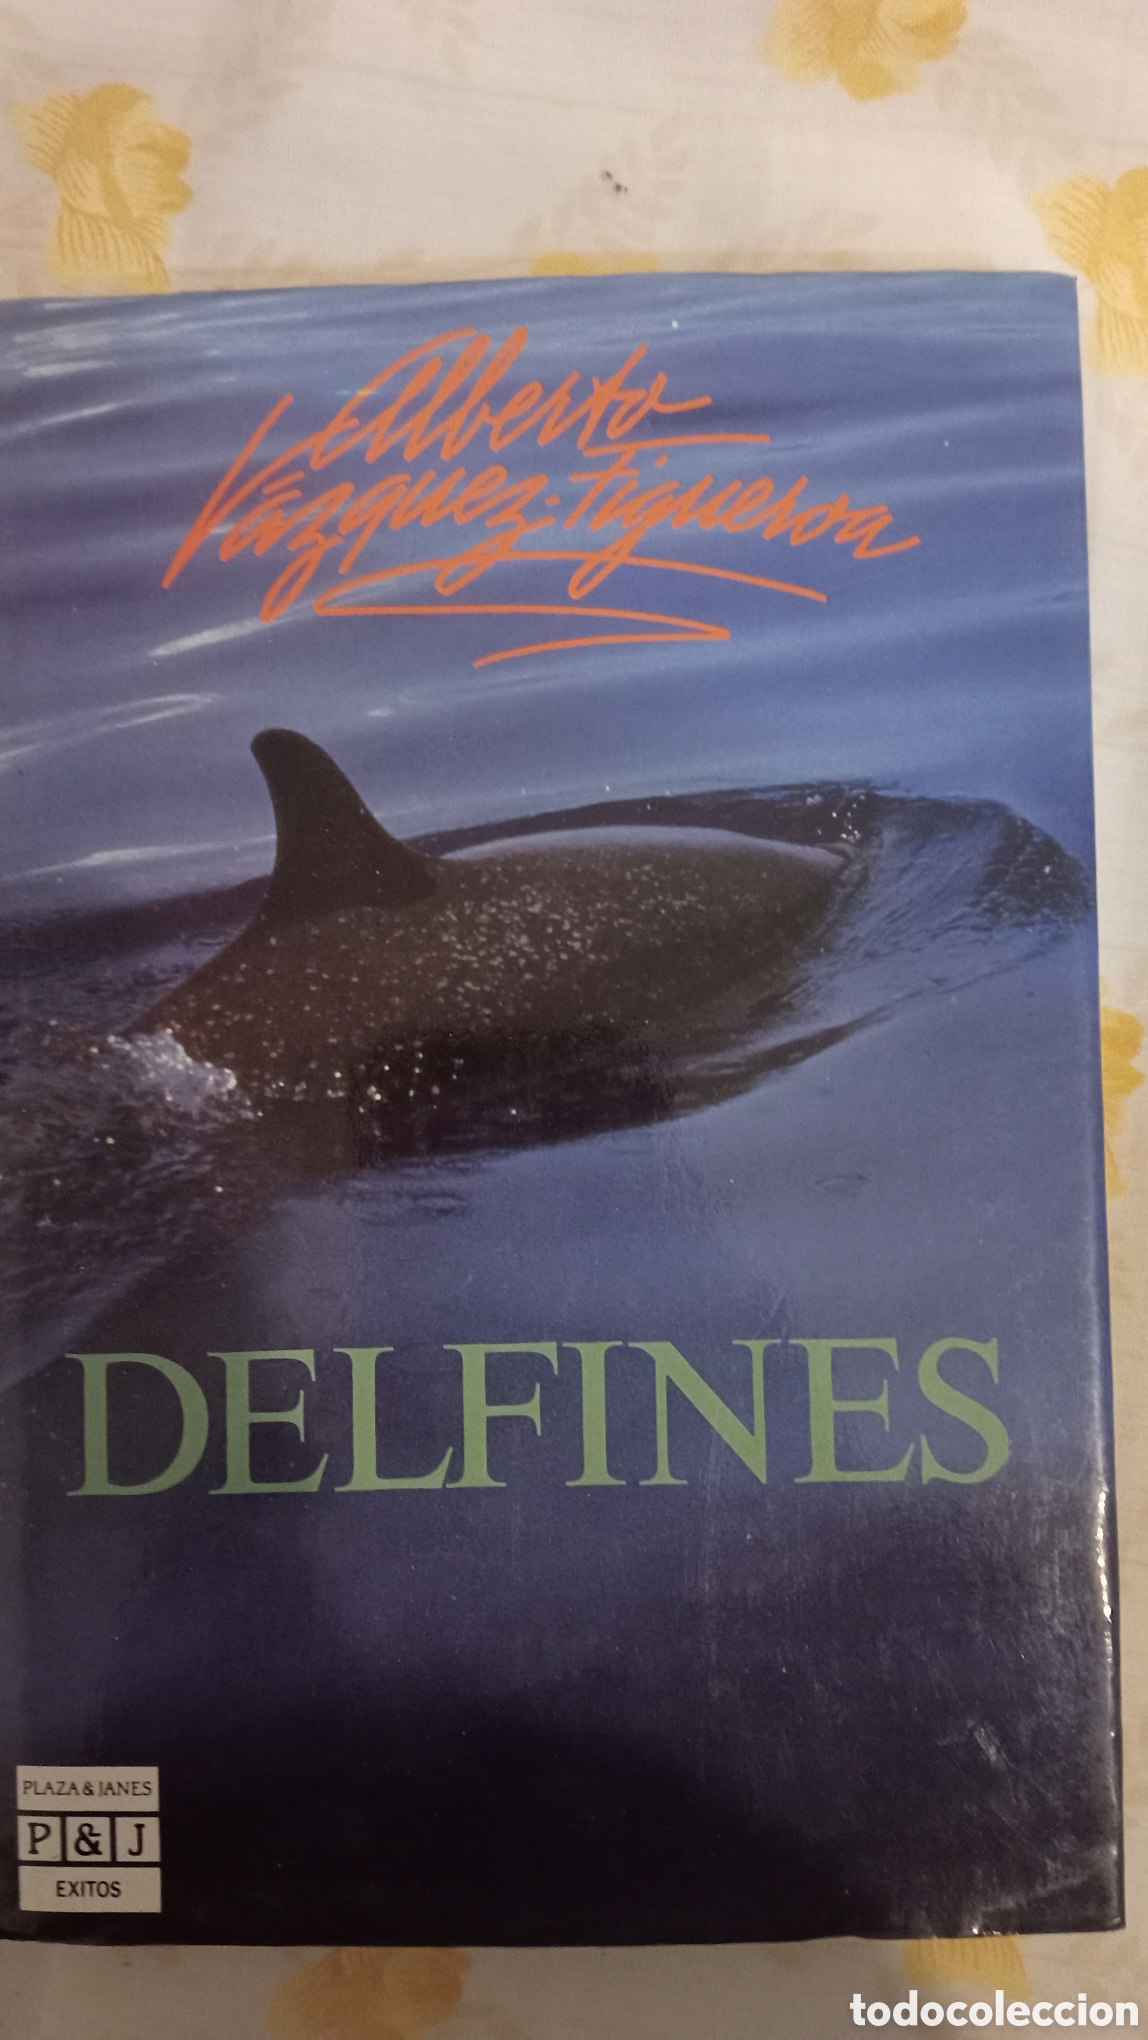 Alberto
Vázquez-Figueroa
DELFINES
PLAZA & JANES
P & J
EXITOS
todocoleccion